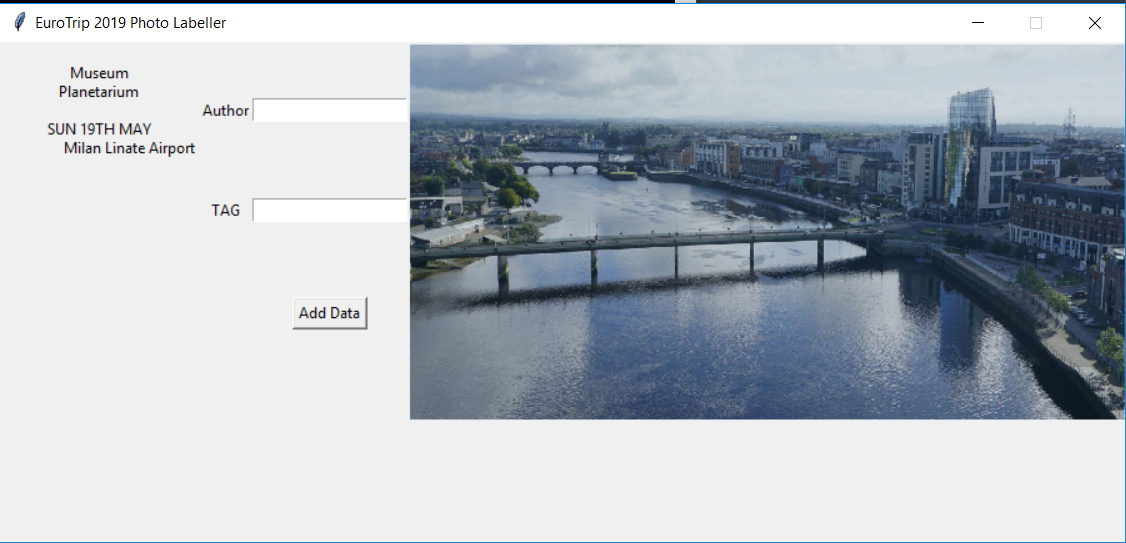 EuroTrip 2019 Photo Labeller
Museum
Planetarium
Author
SUN 19TH MAY
Milan Linate Airport
TAG
Add Data